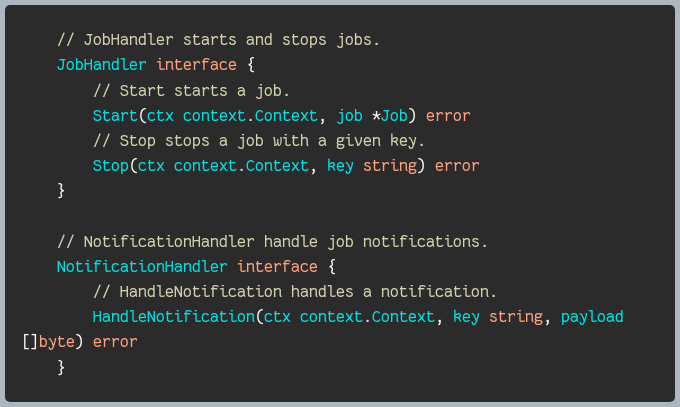 // JobHandler starts and stops jobs.
JobHandler interface {
// Start starts a job.
Start(ctx context.Context, job *Job) error
// Stop stops a job with a given key.
Stop(ctx context.Context, key string) error
}
// NotificationHandler handle job notifications.
NotificationHandler interface {
// HandleNotification handles a notification.
HandleNotification(ctx context.Context, key string, payload
[]byte) error
}